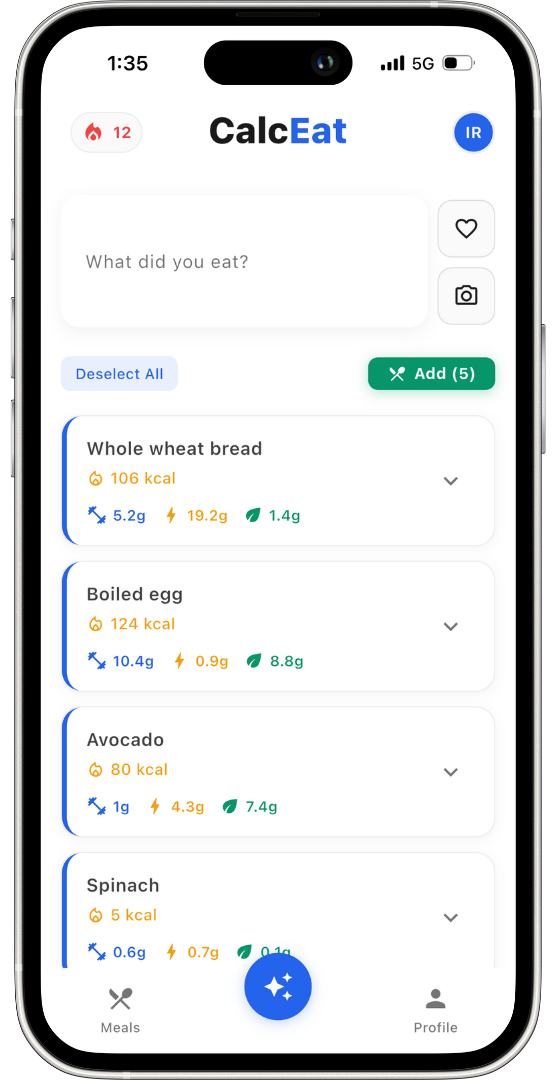 1:35
5G
12
CalcEat
IR
What did you eat?
Deselect All
Add (5)
Whole wheat bread
106 kcal
5.2g 19.2g 1.4g
Boiled egg
124 kcal
10.4g 0.9g 8.8g
Avocado
80 kcal
1g 4.3g 7.4g
Spinach
5 kcal
0.6g 0.7g 0.1g
Meals
Profile